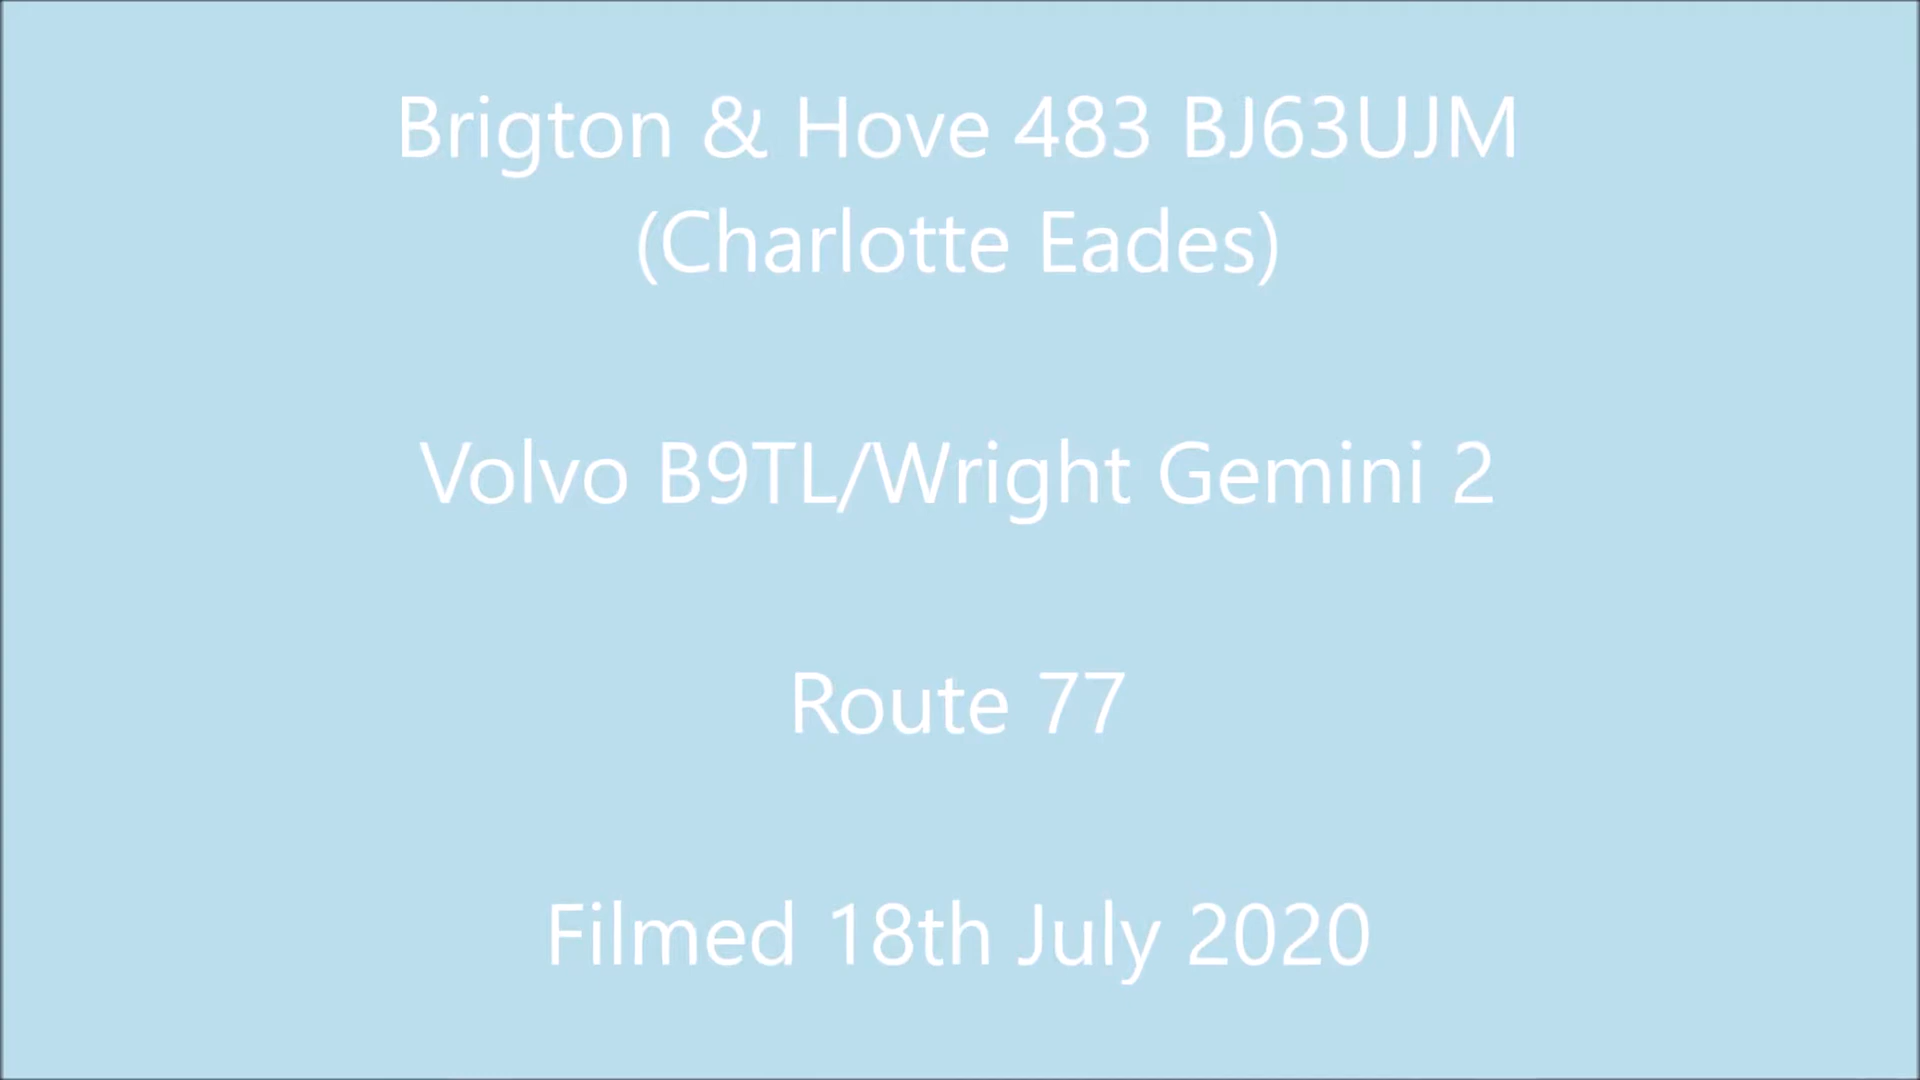 Brigton & Hove 483 BJ63UJM
(Charlotte Eades)
Volvo B9TL/Wright Gemini 2
Route 77
Filmed 18th July 2020